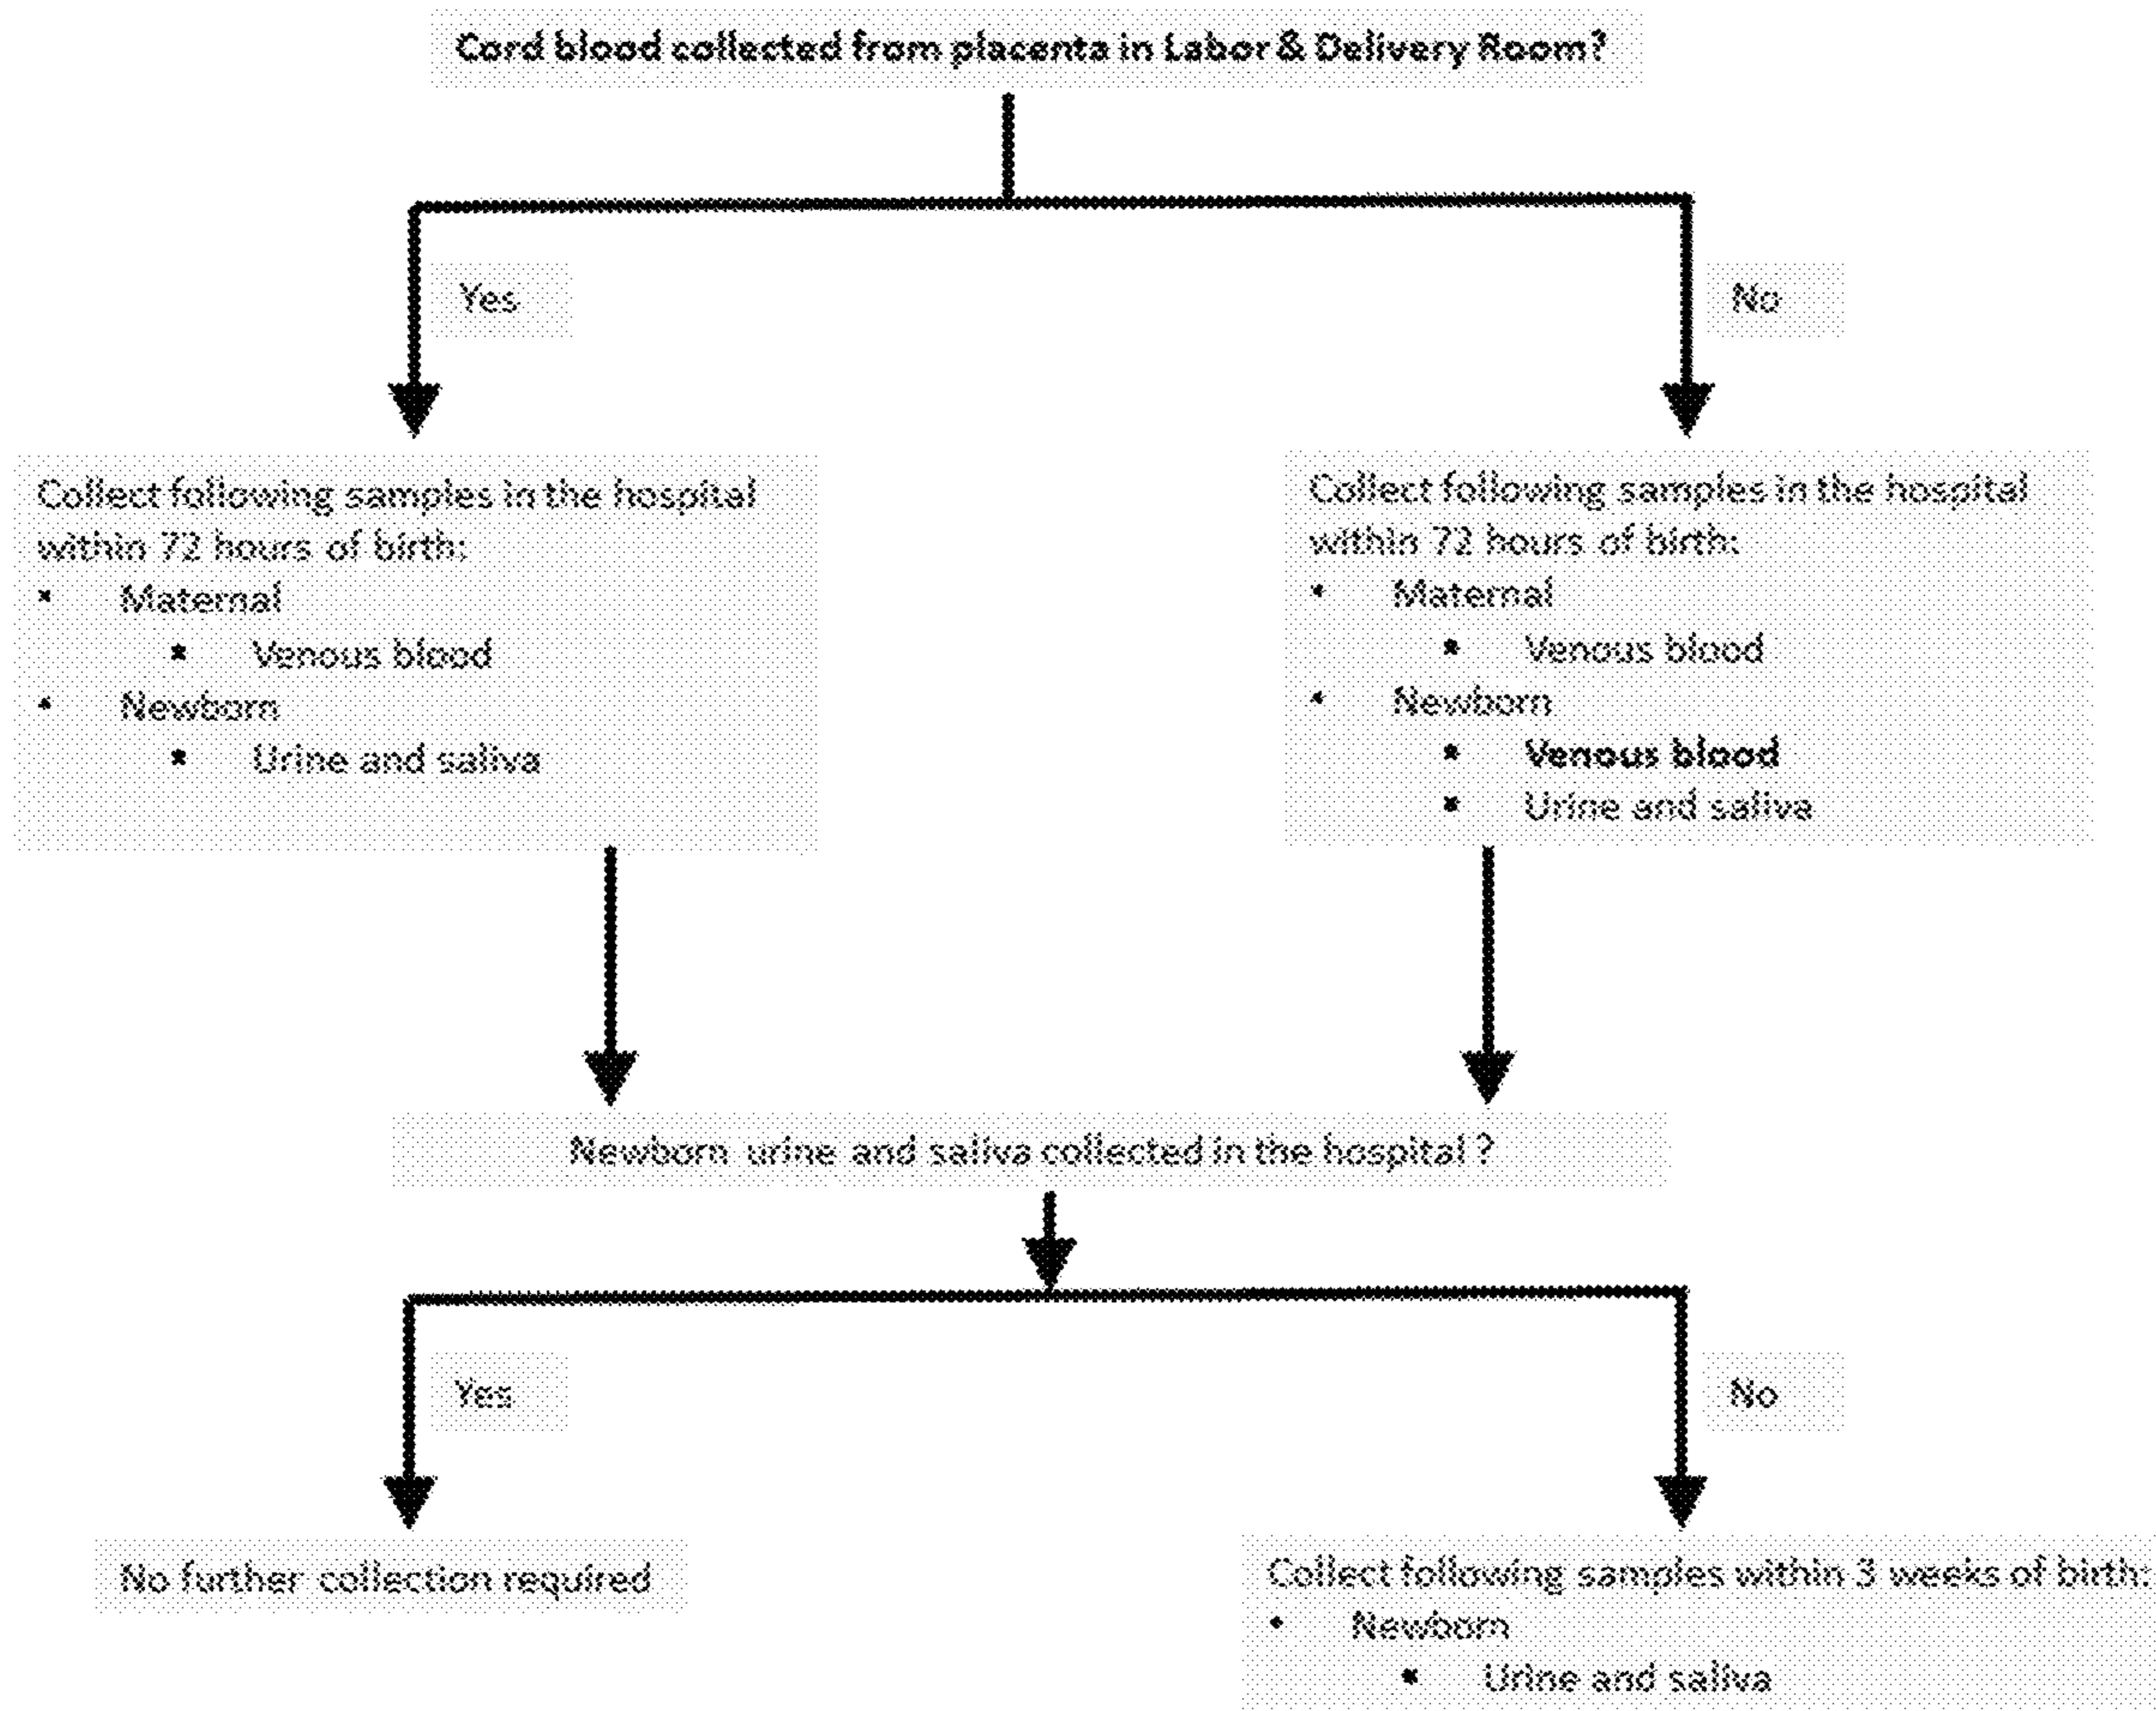 Cord blood collected from placenta in Labor & Delivery Room?
Yes
No
Collect following samples in the hospital
within 72 hours of birth:
• Maternal
▪ Venous blood
• Newborn
▪ Urine and saliva
Collect following samples in the hospital
within 72 hours of birth:
• Maternal
▪ Venous blood
• Newborn
▪ Venous blood
▪ Urine and saliva
Newborn urine and saliva collected in the hospital ?
Yes
No
No further collection required
Collect following samples within 3 weeks of birth:
• Newborn
▪ Urine and saliva